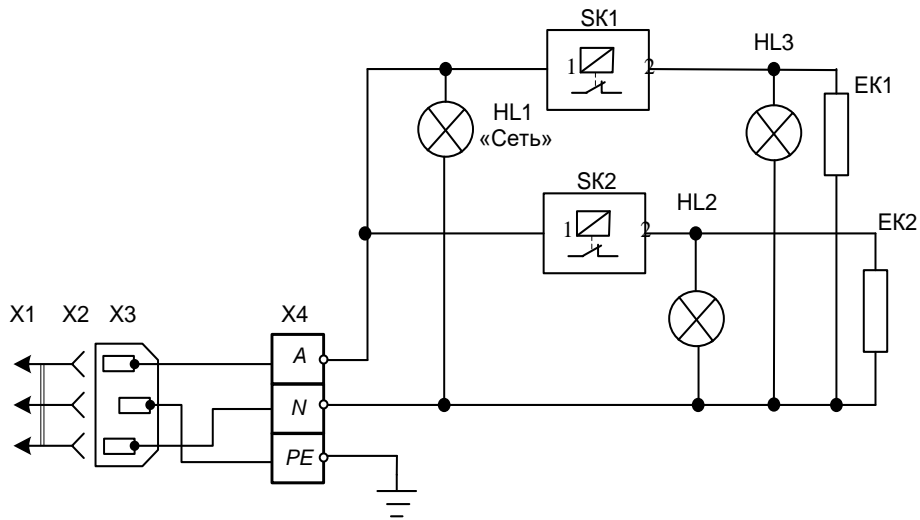 SK1
1
2
HL3
EK1
HL1
«Сеть»
SK2
1
2
HL2
EK2
X1
X2
X3
X4
A
N
PE